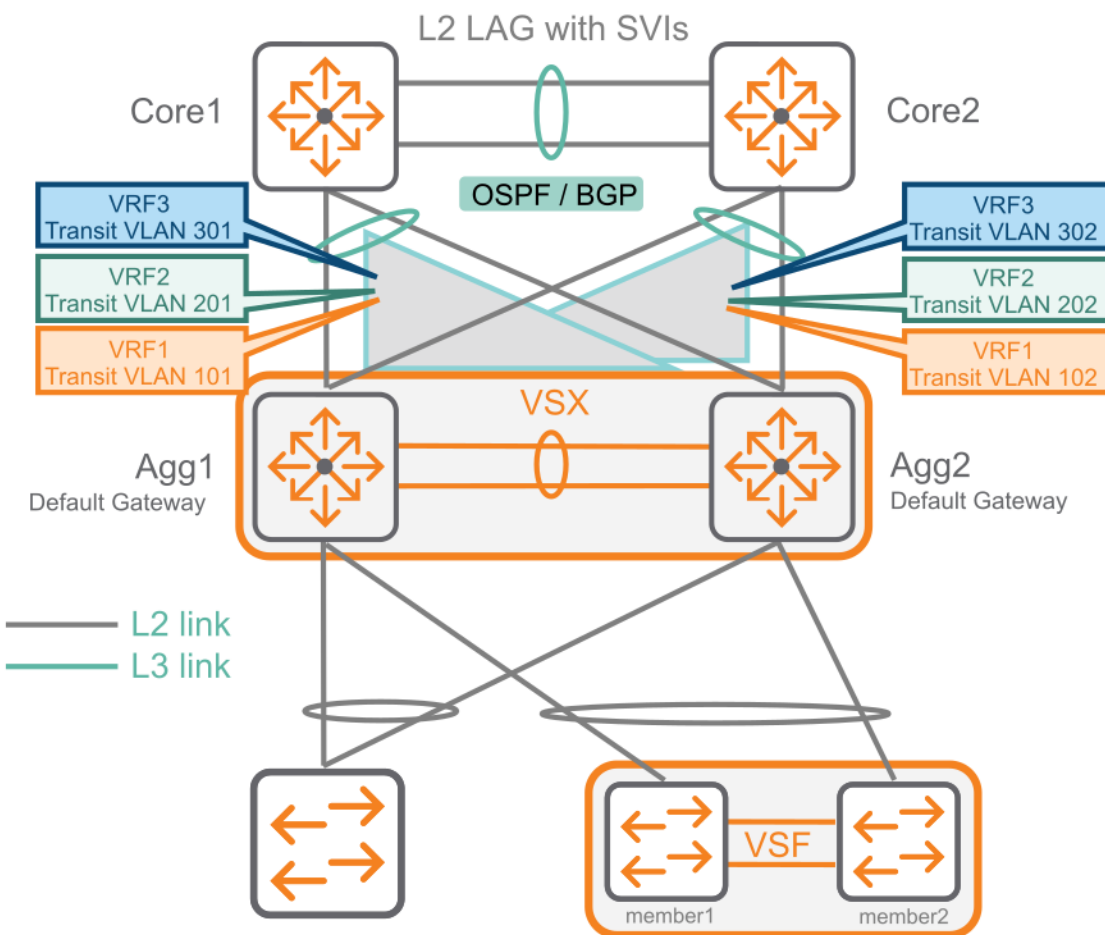 L2 LAG with SVIs
Core1
Core2
OSPF / BGP
VRF3
Transit VLAN 301
VRF2
Transit VLAN 201
VRF1
Transit VLAN 101
VRF3
Transit VLAN 302
VRF2
Transit VLAN 202
VRF1
Transit VLAN 102
VSX
Agg1
Default Gateway
Agg2
Default Gateway
L2 link
L3 link
VSF
member1
member2